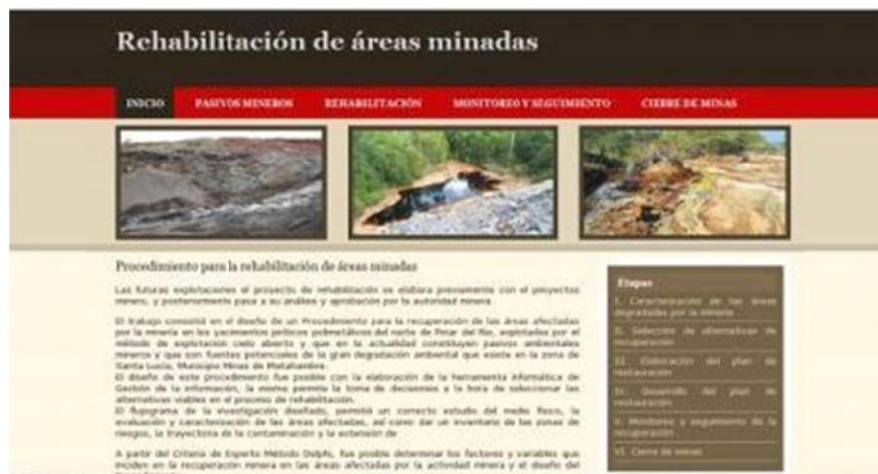 Rehabilitación de áreas minadas
INICIO PASIVOS MINEROS REHABILITACIÓN MONITOREO Y SEGUIMIENTO CIERRE DE MINAS
Procedimiento para la rehabilitación de áreas minadas
Las futuras explotaciones el proyecto de rehabilitación se elabora previamente con el proyectos
minero, y posteriormente pasa a su análisis y aprobación por la autoridad minera
El trabajo consistió en el diseño de un Procedimiento para la recuperación de las áreas afectadas
por la minería en los yacimientos piríticos polimetálicos del norte de Pinar del Río, explotados por el
método de explotación cielo abierto y que en la actualidad constituyen pasivos ambientales
mineros y que son fuentes potenciales de la gran degradación ambiental que existe en la zona de
Santa Lucía, Municipio Minas de Matahambre.
El diseño de este procedimiento fue posible con la elaboración de la herramienta informática de
Gestión de la información, la misma permite la toma de decisiones a la hora de seleccionar las
alternativas viables en el proceso de rehabilitación.
El flujograma de la investigación diseñado, permitió un correcto estudio del medio físico, la
evaluación y caracterización de las áreas afectadas, así como dar un inventario de las zonas de
riesgos, la trayectoria de la contaminación y la extensión de
A partir del Criterio de Experto Método Delphi, fue posible determinar los factores y variables que
inciden en la recuperación minera en las áreas afectadas por la actividad minera y el diseño del
Etapas
I. Caracterización de las áreas
degradadas por la minería
II. Selección de alternativas de
recuperación
III. Elaboración del plan de
restauración
IV. Desarrollo del plan de
restauración
V. Monitoreo y seguimiento de la
recuperación
VI. Cierre de minas